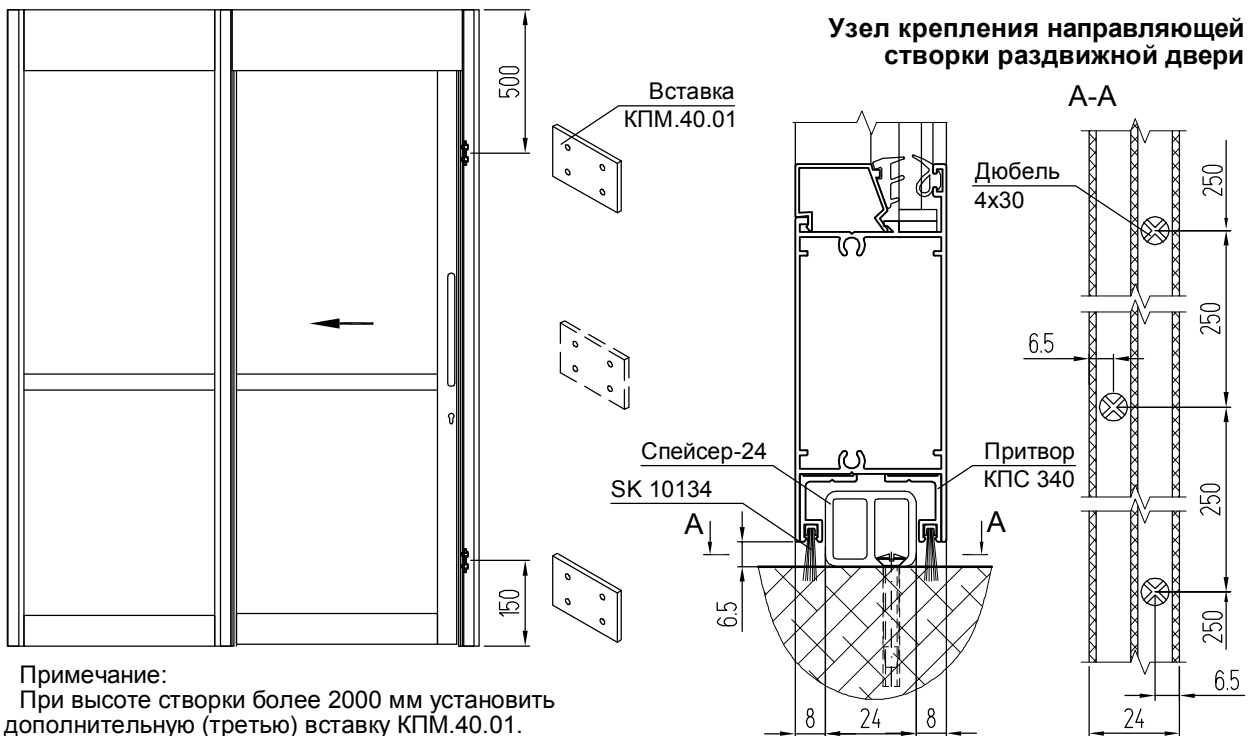 Узел крепления направляющей
створки раздвижной двери
500
Вставка
КПМ.40.01
А-А
Дюбель
4х30
250
250
6.5
Спейсер-24
SK 10134
Притвор
КПС 340
А
А
250
150
6.5
250
6.5
8
24
8
24
Примечание:
При высоте створки более 2000 мм установить
дополнительную (третью) вставку КПМ.40.01.